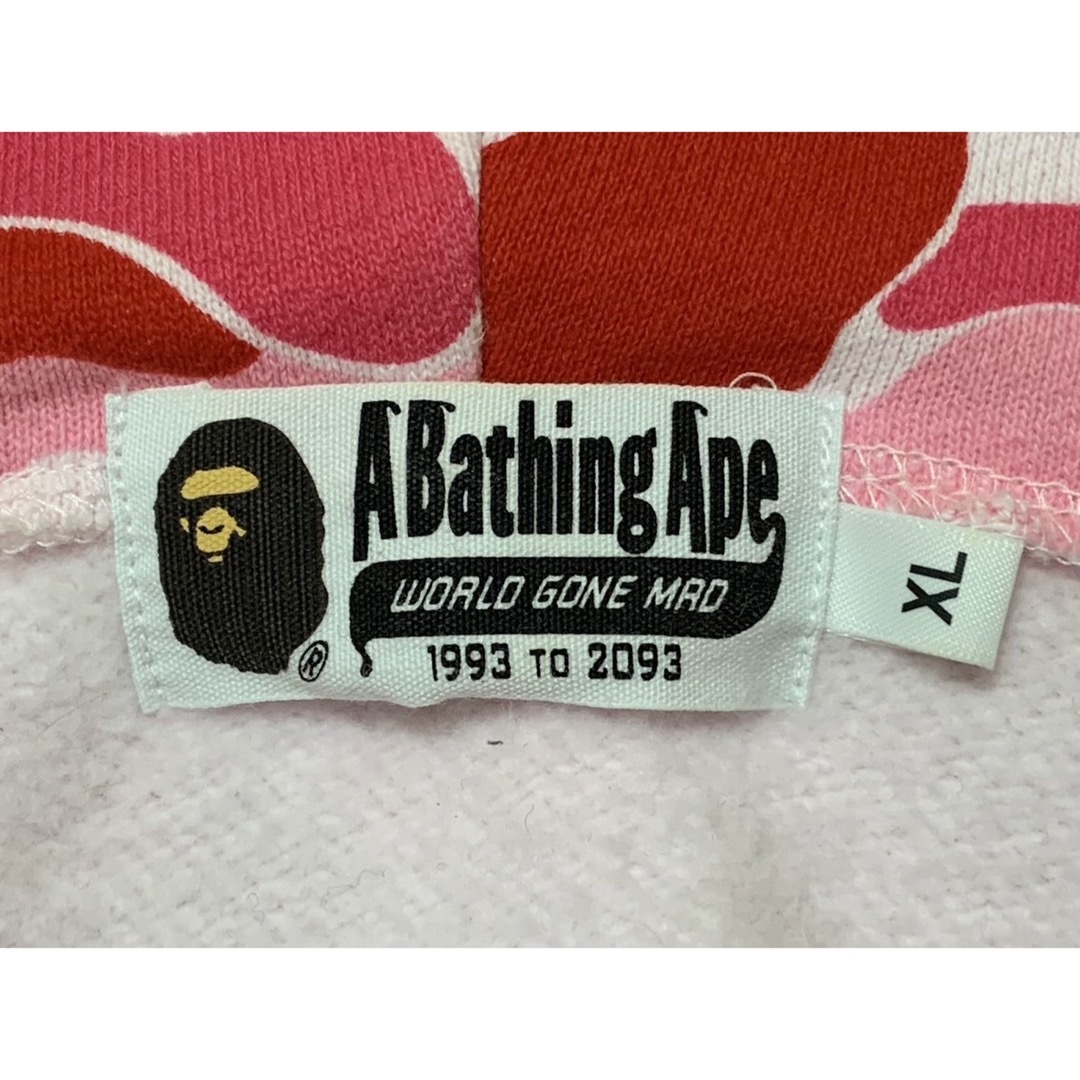 A Bathing Ape
WORLD GONE MAD
1993 TO 2093
®
XL